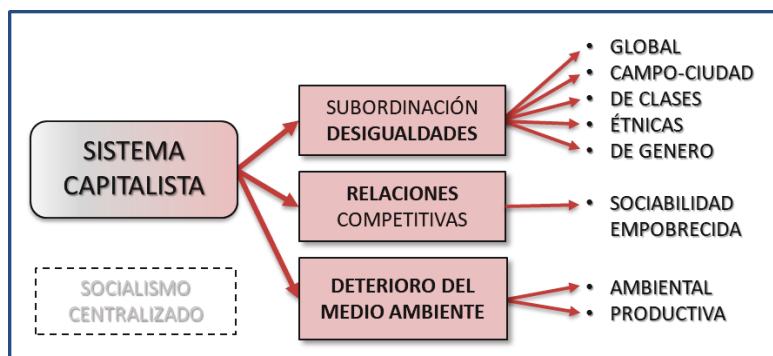 SISTEMA
CAPITALISTA
SOCIALISMO
CENTRALIZADO
SUBORDINACIÓN
DESIGUALDADES
• GLOBAL
• CAMPO-CIUDAD
• DE CLASES
• ÉTNICAS
• DE GENERO
RELACIONES
COMPETITIVAS
• SOCIABILIDAD
EMPOBRECIDA
DETERIORO DEL
MEDIO AMBIENTE
• AMBIENTAL
• PRODUCTIVA